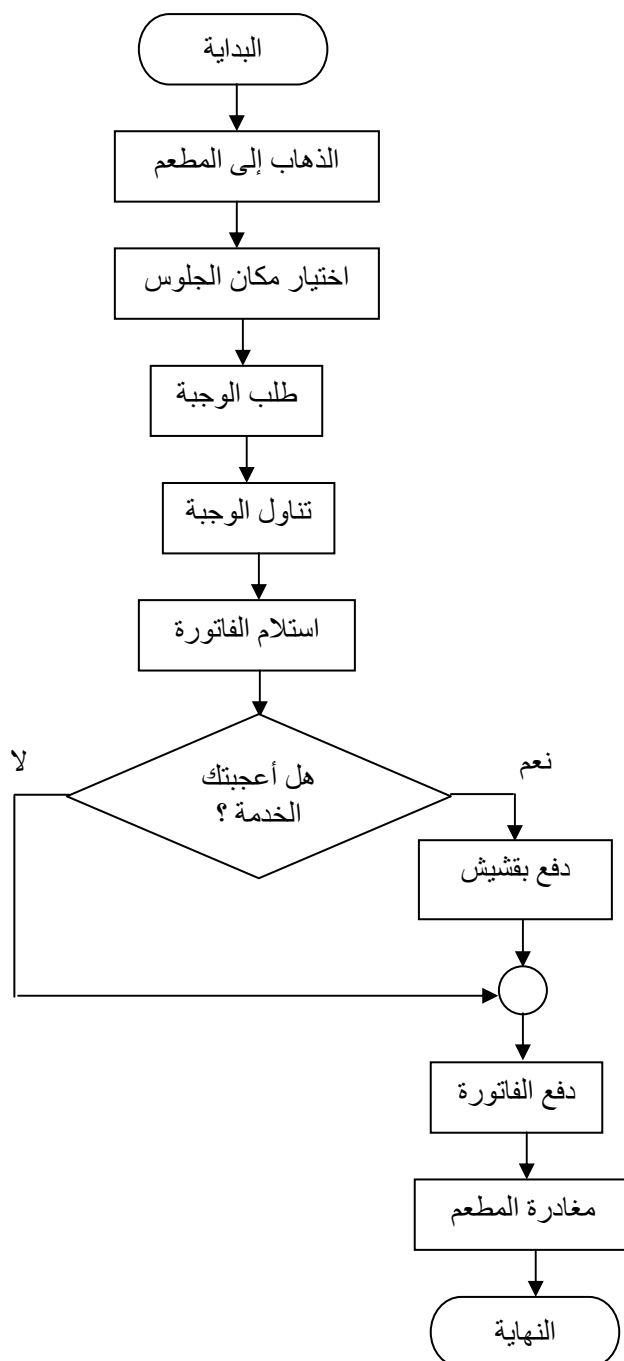 البداية
الذهاب إلى المطعم
اختيار مكان الجلوس
طلب الوجبة
تناول الوجبة
استلام الفاتورة
هل أعجبتك
الخدمة ؟
نعم
لا
دفع بقشيش
دفع الفاتورة
مغادرة المطعم
النهاية